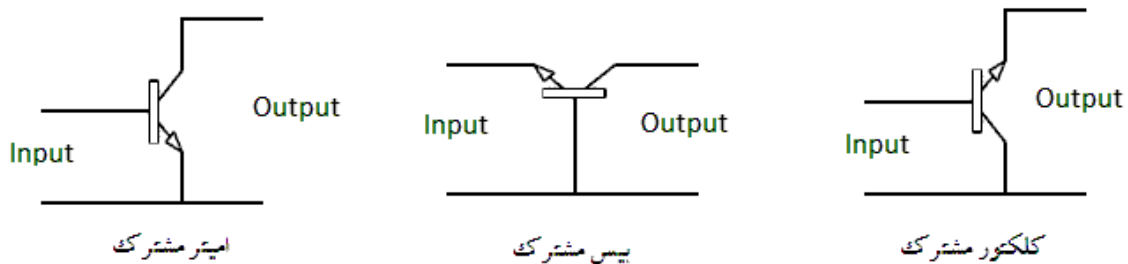 Input
Output
امیتر مشترک
Input
Output
بیس مشترک
Input
Output
کلکتور مشترک